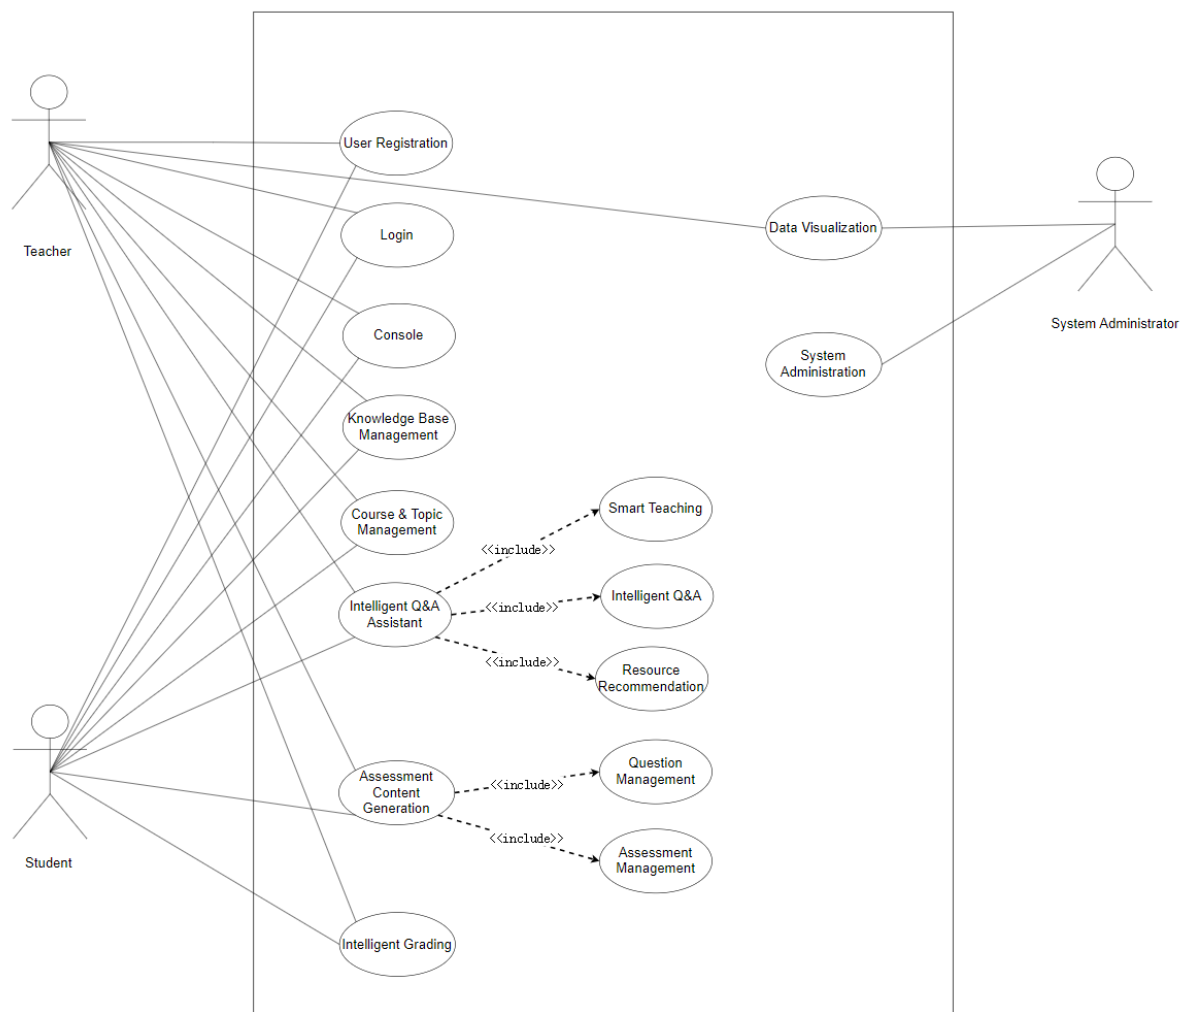 User Registration
Teacher
Login
Data Visualization
System Administrator
Console
System
Administration
Knowledge Base
Management
Course & Topic
Management
Smart Teaching
<<include>>
Intelligent Q&A
Assistant
<<include>>
Intelligent Q&A
<<include>>
Resource
Recommendation
Assessment
Content
Generation
<<include>>
Question
Management
<<include>>
Assessment
Management
Student
Intelligent Grading